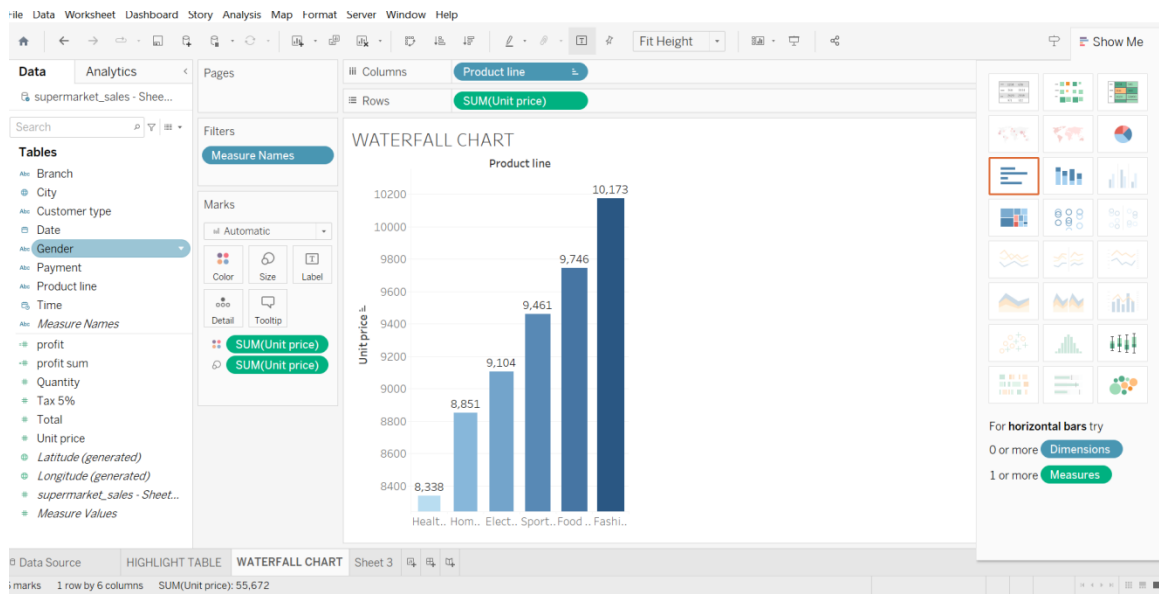 File Data Worksheet Dashboard Story Analysis Map Format Server Window Help
Fit Height
Show Me
Data Analytics
supermarket_sales - Shee...
Search
Tables
Abc Branch
City
Abc Customer type
Date
Abc Gender
Abc Payment
Abc Product line
Time
Abc Measure Names
profit
profit sum
Quantity
Tax 5%
Total
Unit price
Latitude (generated)
Longitude (generated)
supermarket_sales - Sheet...
Measure Values
Pages
Filters
Measure Names
Marks
Automatic
Color Size Label
Detail Tooltip
SUM(Unit price)
SUM(Unit price)
Columns Product line
Rows SUM(Unit price)
WATERFALL CHART
Product line
Unit price
10200
10000
9800
9600
9400
9200
9000
8800
8600
8400
8,338
8,851
9,104
9,461
9,746
10,173
Healt.. Hom.. Elect.. Sport.. Food .. Fashi..
For horizontal bars try
0 or more Dimensions
1 or more Measures
Data Source HIGHLIGHT TABLE WATERFALL CHART Sheet 3
marks 1 row by 6 columns SUM(Unit price): 55,672